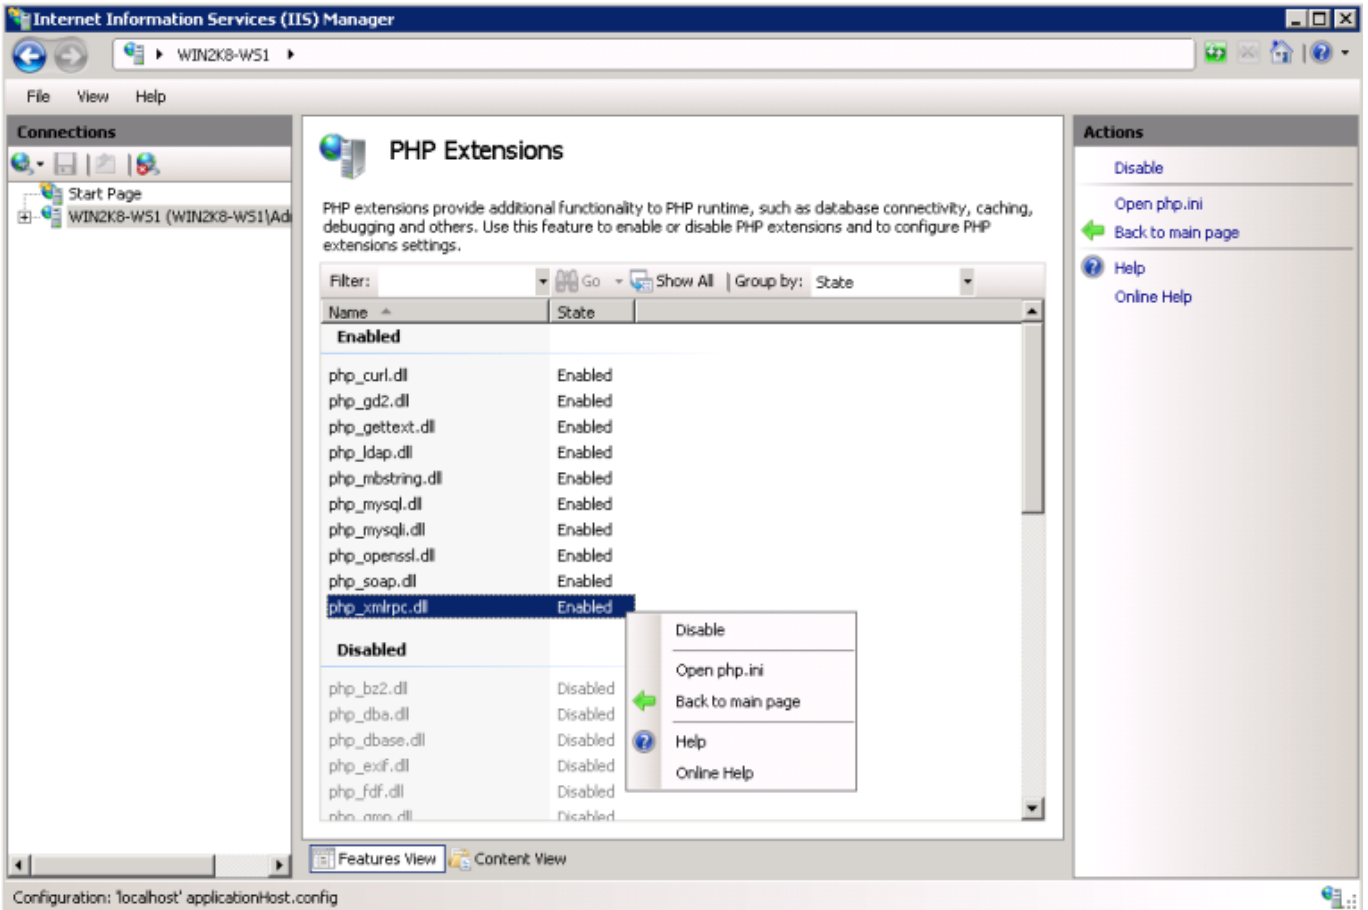 Internet Information Services (IIS) Manager
WIN2K8-WS1
File View Help
Connections
Start Page
WIN2K8-WS1 (WIN2K8-WS1\Adi
PHP Extensions
PHP extensions provide additional functionality to PHP runtime, such as database connectivity, caching,
debugging and others. Use this feature to enable or disable PHP extensions and to configure PHP
extensions settings.
Filter: Go Show All Group by: State
Name State
Enabled
php_curl.dll Enabled
php_gd2.dll Enabled
php_gettext.dll Enabled
php_ldap.dll Enabled
php_mbstring.dll Enabled
php_mysql.dll Enabled
php_mysqli.dll Enabled
php_openssl.dll Enabled
php_soap.dll Enabled
php_xmlrpc.dll Enabled
Disabled
php_bz2.dll Disabled
php_dba.dll Disabled
php_dbase.dll Disabled
php_exif.dll Disabled
php_fdf.dll Disabled
php_gmp.dll Disabled
Disable
Open php.ini
Back to main page
Help
Online Help
Features View Content View
Actions
Disable
Open php.ini
Back to main page
Help
Online Help
Configuration: 'localhost' applicationHost.config